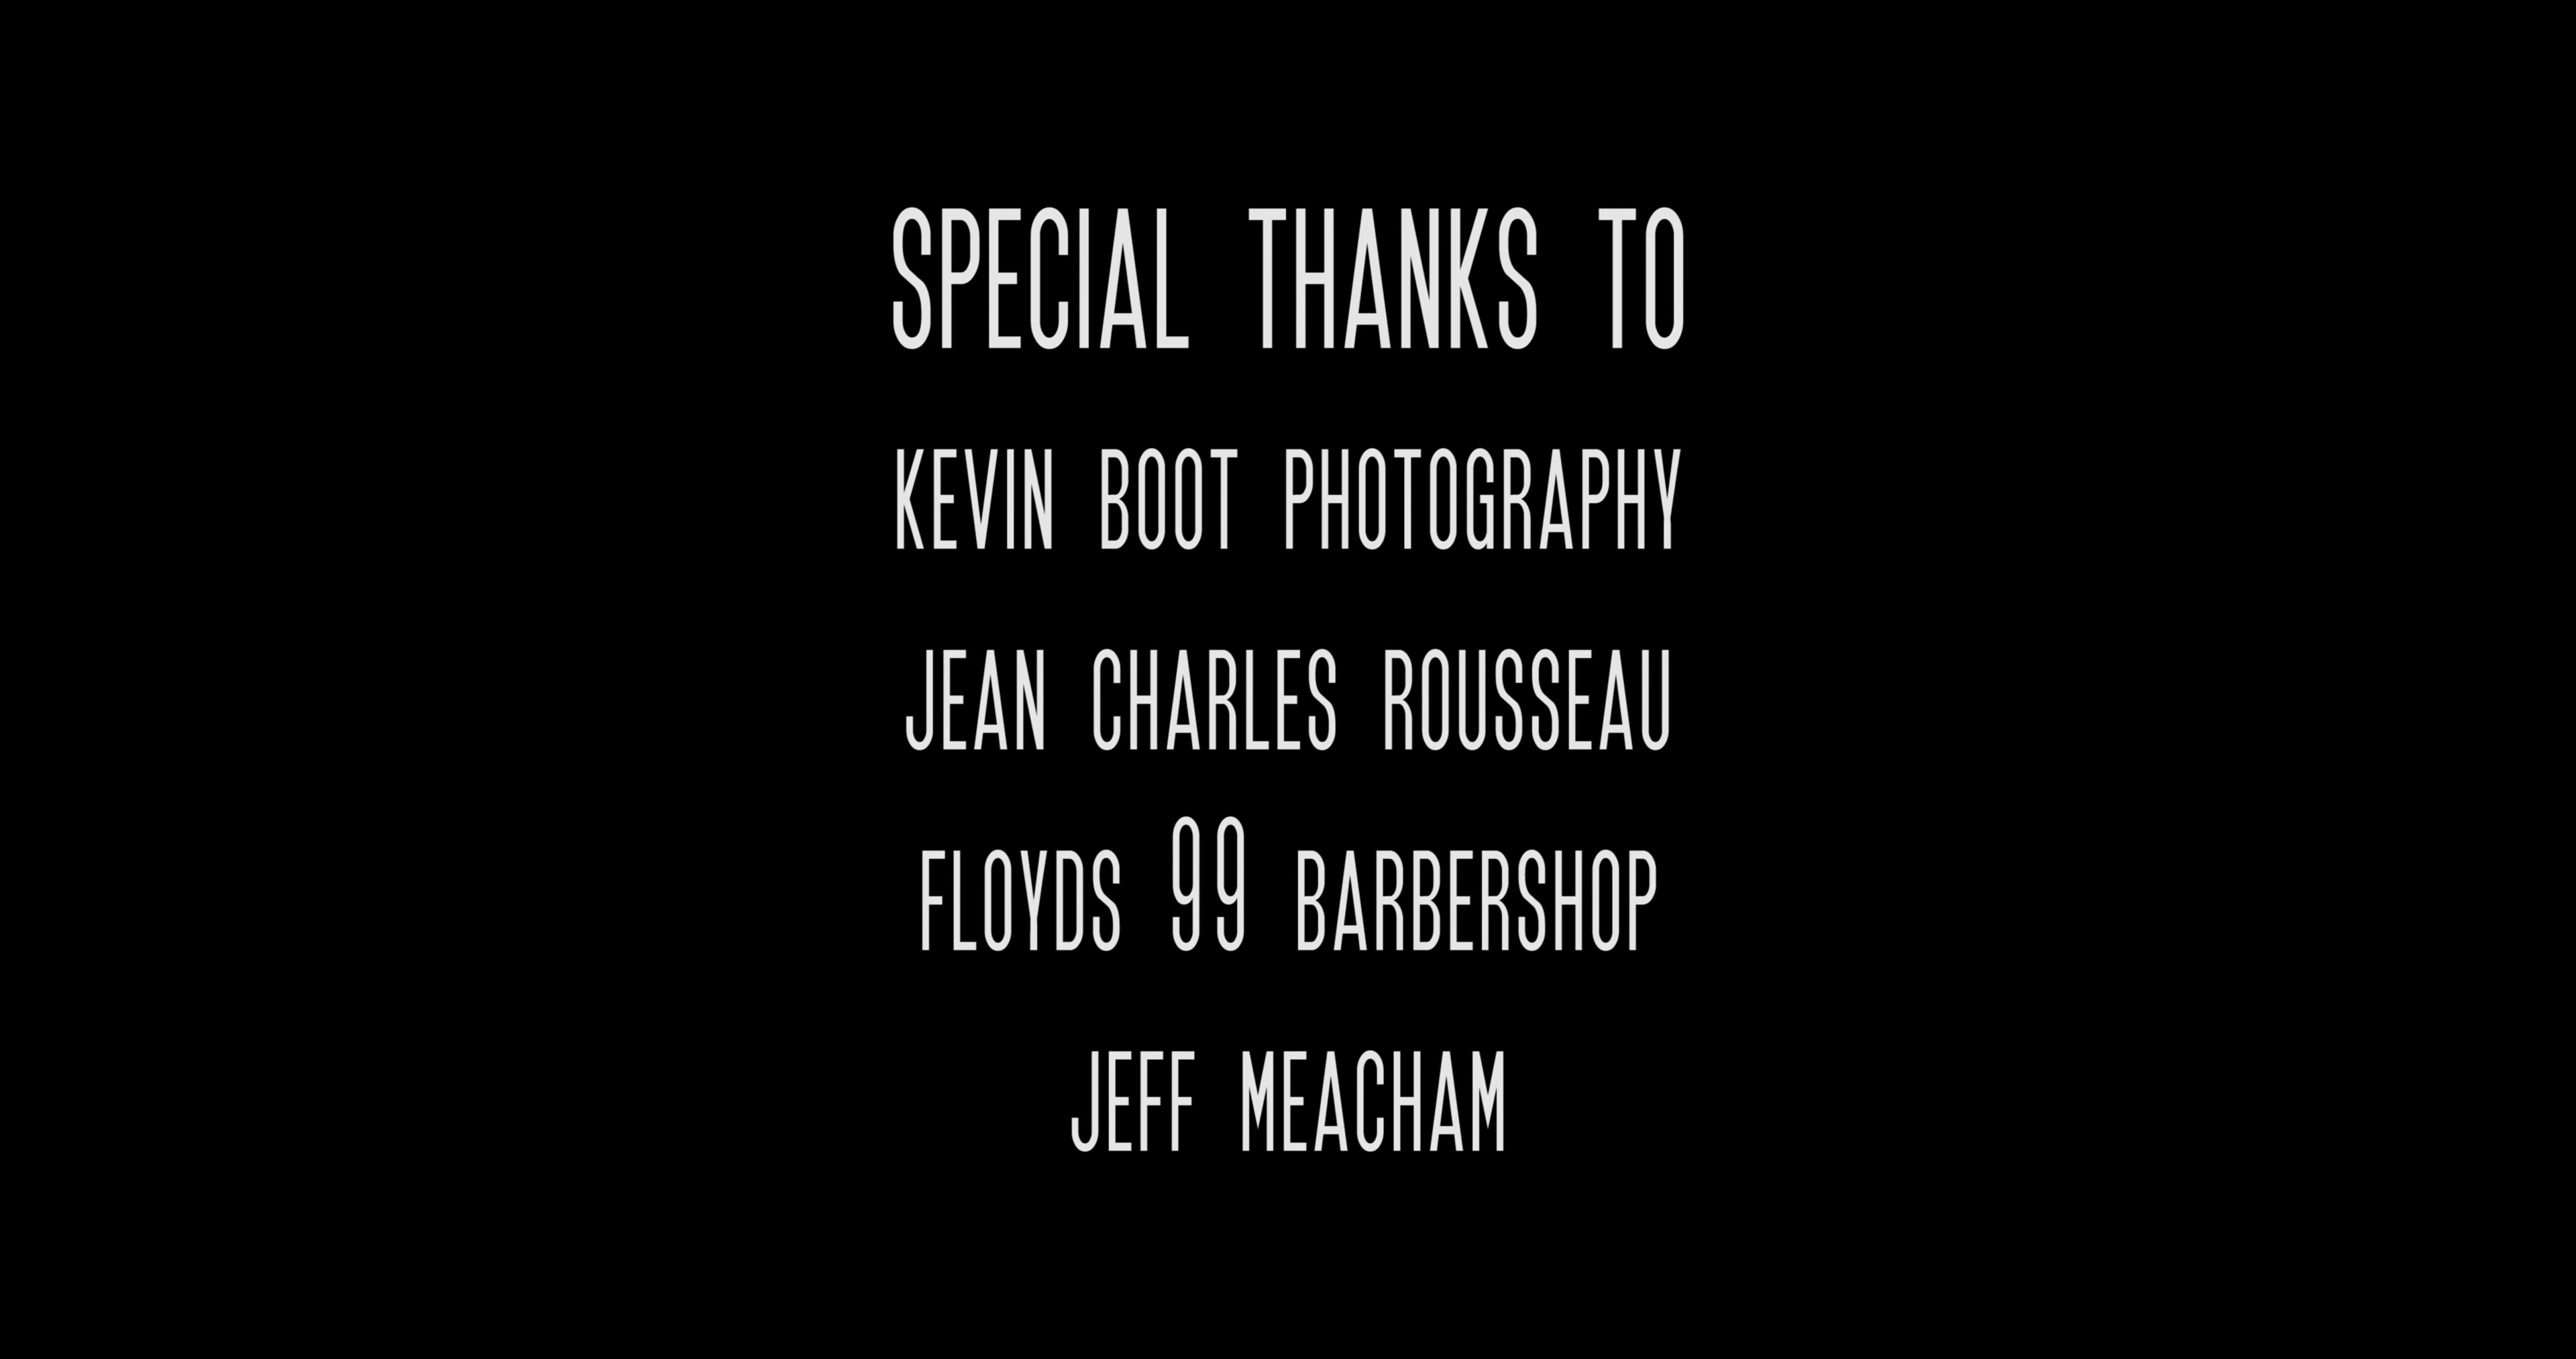 SPECIAL THANKS TO
KEVIN BOOT PHOTOGRAPHY
JEAN CHARLES ROUSSEAU
FLOYDS 99 BARBERSHOP
JEFF MEACHAM